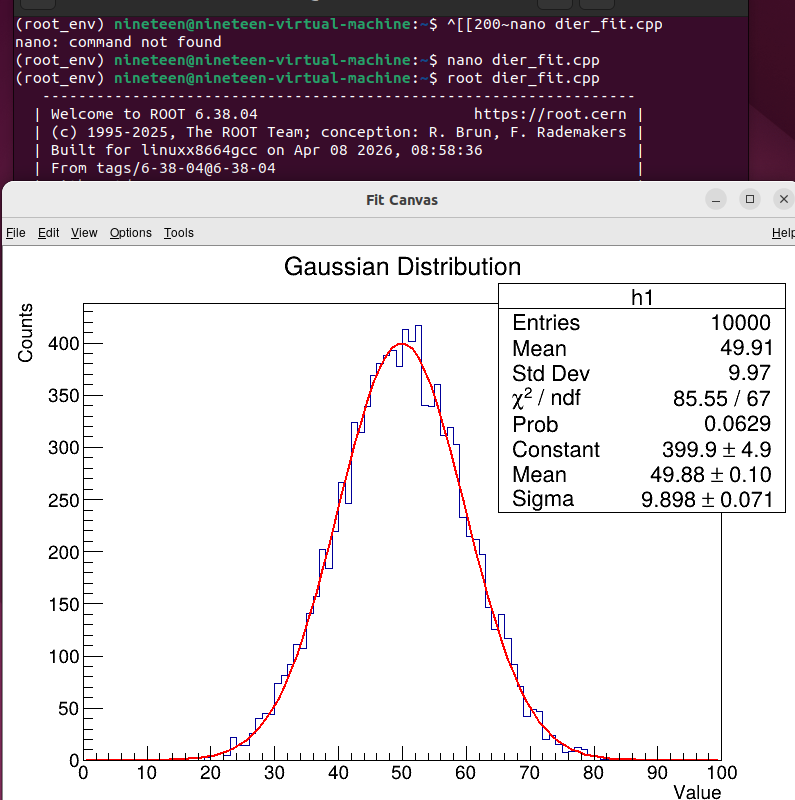 (root_env) nineteen@nineteen-virtual-machine:~$ ^[[200~nano dier_fit.cpp
nano: command not found
(root_env) nineteen@nineteen-virtual-machine:~$ nano dier_fit.cpp
(root_env) nineteen@nineteen-virtual-machine:~$ root dier_fit.cpp
------------------------------------------------------------------
| Welcome to ROOT 6.38.04 https://root.cern |
| (c) 1995-2025, The ROOT Team; conception: R. Brun, F. Rademakers |
| Built for linuxx8664gcc on Apr 08 2026, 08:58:36 |
| From tags/6-38-04@6-38-04 |
Fit Canvas
File Edit View Options Tools Help
Gaussian Distribution
h1
Entries 10000
Mean 49.91
Std Dev 9.97
χ² / ndf 85.55 / 67
Prob 0.0629
Constant 399.9 ± 4.9
Mean 49.88 ± 0.10
Sigma 9.898 ± 0.071
Counts
400
350
300
250
200
150
100
50
0
0 10 20 30 40 50 60 70 80 90 100
Value